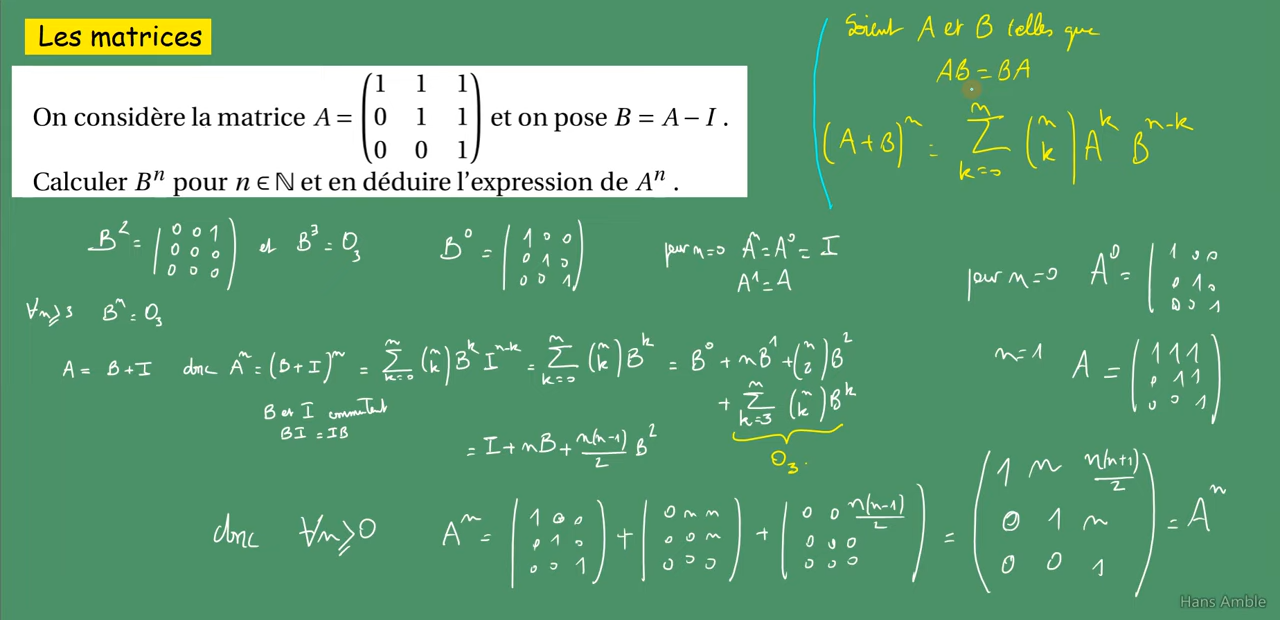 Les matrices
On considère la matrice A = (1 1 1 ; 0 1 1 ; 0 0 1) et on pose B = A − I .
Calculer Bⁿ pour n ∈ ℕ et en déduire l'expression de Aⁿ .
Soient A et B telles que
AB = BA
(A + B)ⁿ = ∑_{k=0}^{n} (n k) A^k B^{n-k}
B² = (0 0 1 ; 0 0 0 ; 0 0 0) et B³ = O₃
B⁰ = (1 0 0 ; 0 1 0 ; 0 0 1)
pour n=0 Aⁿ = A⁰ = I
A¹ = A
pour n=0 A⁰ = (1 0 0 ; 0 1 0 ; 0 0 1)
∀n⩾3 Bⁿ = O₃
n=1 A = (1 1 1 ; 0 1 1 ; 0 0 1)
A = B + I donc Aⁿ = (B + I)ⁿ = ∑_{k=0}^{n} (n k) B^k I^{n-k} = ∑_{k=0}^{n} (n k) B^k = B⁰ + nB¹ + (n 2) B²
+ ∑_{k=3}^{n} (n k) B^k
O₃.
B et I commutent
BI = IB
= I + nB + n(n-1)/2 B²
donc ∀n⩾0 Aⁿ = (1 0 0 ; 0 1 0 ; 0 0 1) + (0 n n ; 0 0 n ; 0 0 0) + (0 0 n(n-1)/2 ; 0 0 0 ; 0 0 0) = (1 n n(n+1)/2 ; 0 1 n ; 0 0 1) = Aⁿ
Hans Amble